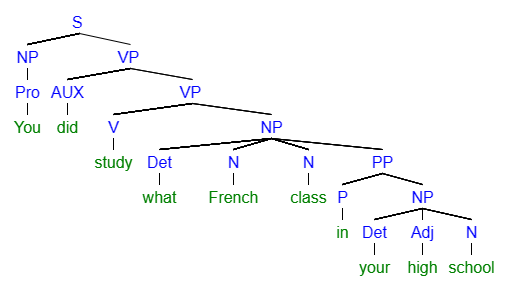 S
NP VP
Pro AUX VP
You did V NP
study Det N N PP
what French class P NP
in Det Adj N
your high school